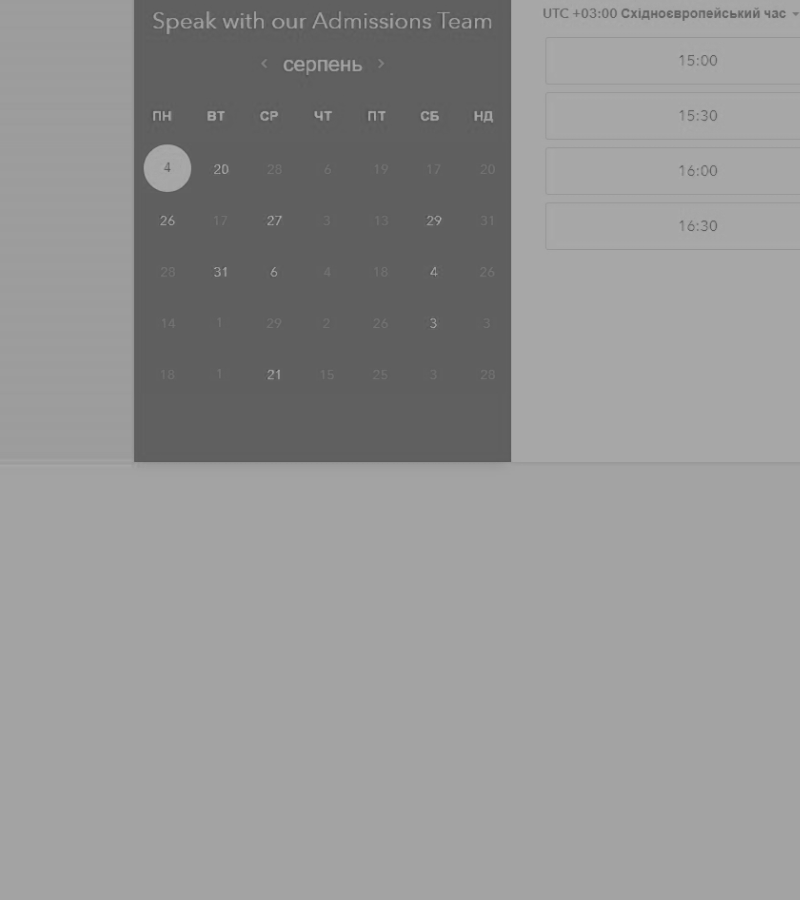 Speak with our Admissions Team
серпень
ПН ВТ СР ЧТ ПТ СБ НД
4 20 28 6 19 17 20
26 17 27 3 13 29 31
28 31 6 4 18 4 26
14 1 29 2 26 3 3
18 1 21 15 25 3 28
UTC +03:00 Східноєвропейський час
15:00
15:30
16:00
16:30